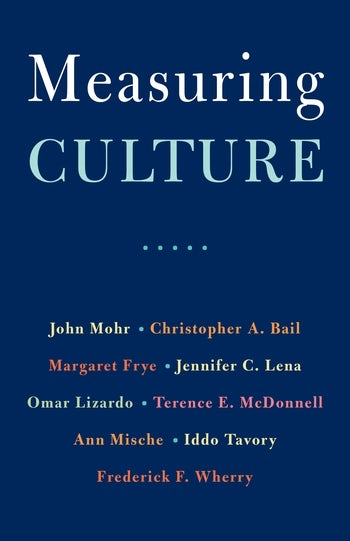 Measuring
CULTURE
• • • • •
John Mohr • Christopher A. Bail
Margaret Frye • Jennifer C. Lena
Omar Lizardo • Terence E. McDonnell
Ann Mische • Iddo Tavory
Frederick F. Wherry